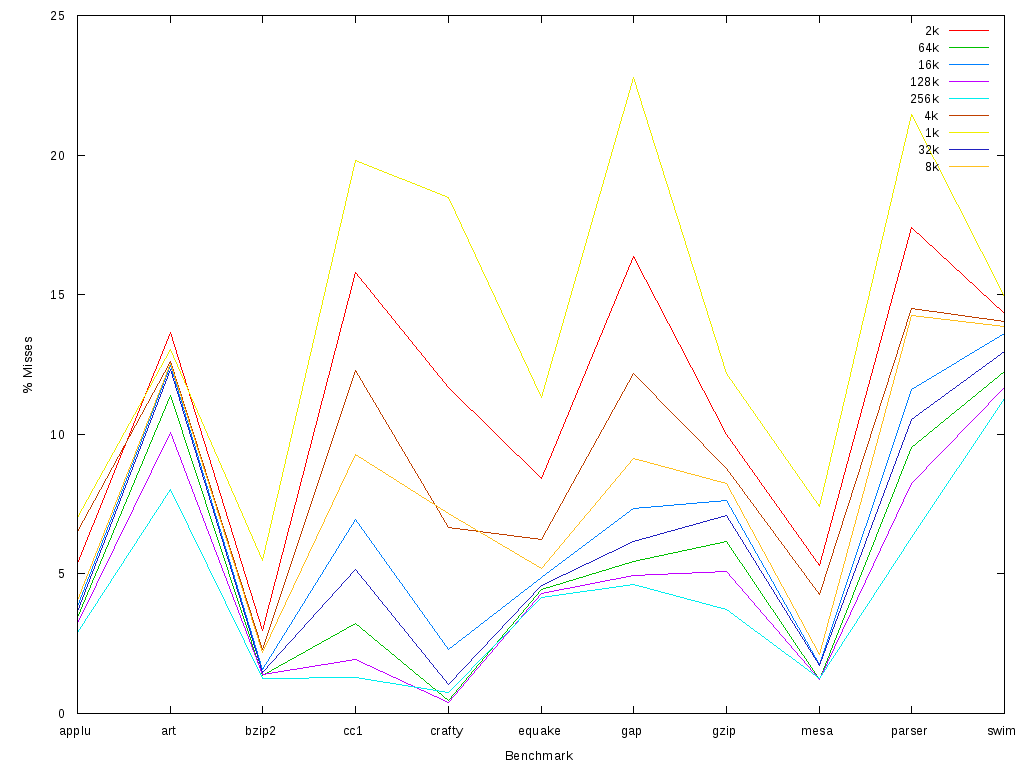 25
20
15
10
5
0
% Misses
2k
64k
16k
128k
256k
4k
1k
32k
8k
applu art bzip2 cc1 crafty equake gap gzip mesa parser swim
Benchmark